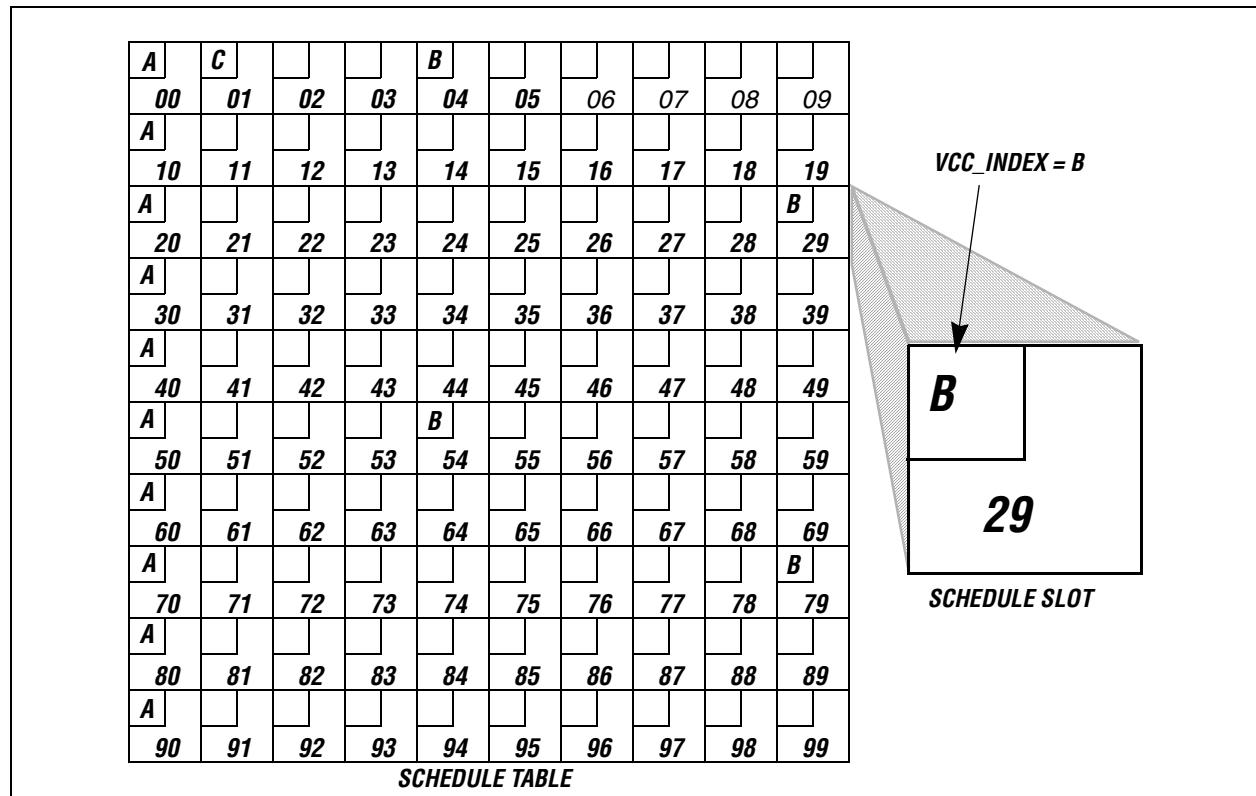 A C B
00 01 02 03 04 05 06 07 08 09
A
10 11 12 13 14 15 16 17 18 19
VCC_INDEX = B
A B
20 21 22 23 24 25 26 27 28 29
A
30 31 32 33 34 35 36 37 38 39
A
40 41 42 43 44 45 46 47 48 49
B
A B
50 51 52 53 54 55 56 57 58 59
29
A
60 61 62 63 64 65 66 67 68 69
A B
70 71 72 73 74 75 76 77 78 79
SCHEDULE SLOT
A
80 81 82 83 84 85 86 87 88 89
A
90 91 92 93 94 95 96 97 98 99
SCHEDULE TABLE